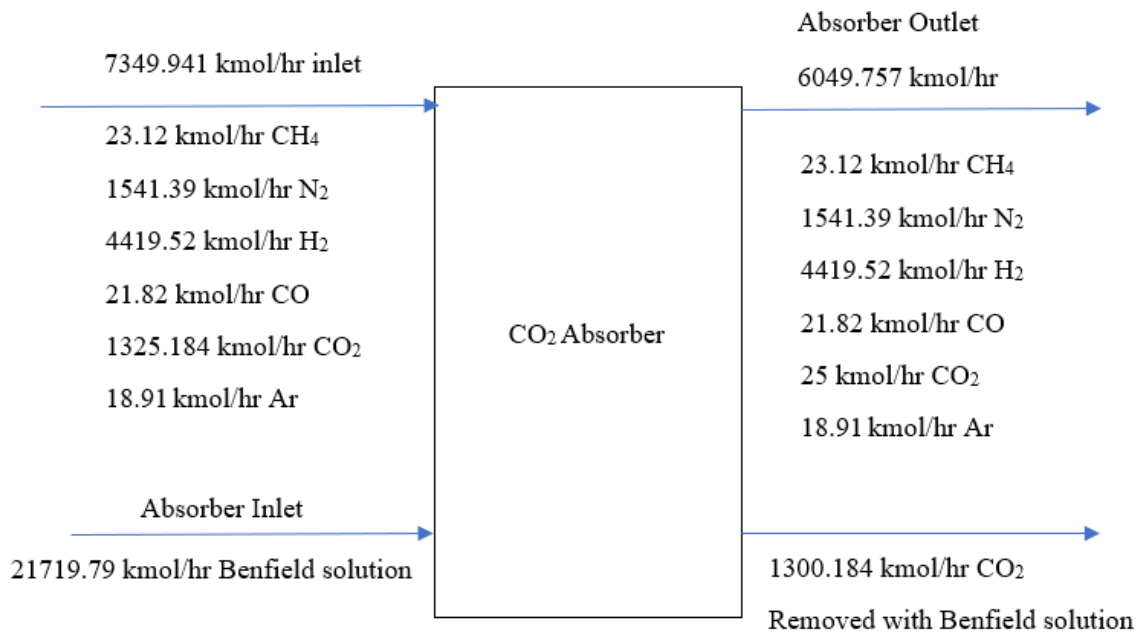 7349.941 kmol/hr inlet
23.12 kmol/hr CH₄
1541.39 kmol/hr N₂
4419.52 kmol/hr H₂
21.82 kmol/hr CO
1325.184 kmol/hr CO₂
18.91 kmol/hr Ar
Absorber Inlet
21719.79 kmol/hr Benfield solution
CO₂ Absorber
Absorber Outlet
6049.757 kmol/hr
23.12 kmol/hr CH₄
1541.39 kmol/hr N₂
4419.52 kmol/hr H₂
21.82 kmol/hr CO
25 kmol/hr CO₂
18.91 kmol/hr Ar
1300.184 kmol/hr CO₂
Removed with Benfield solution